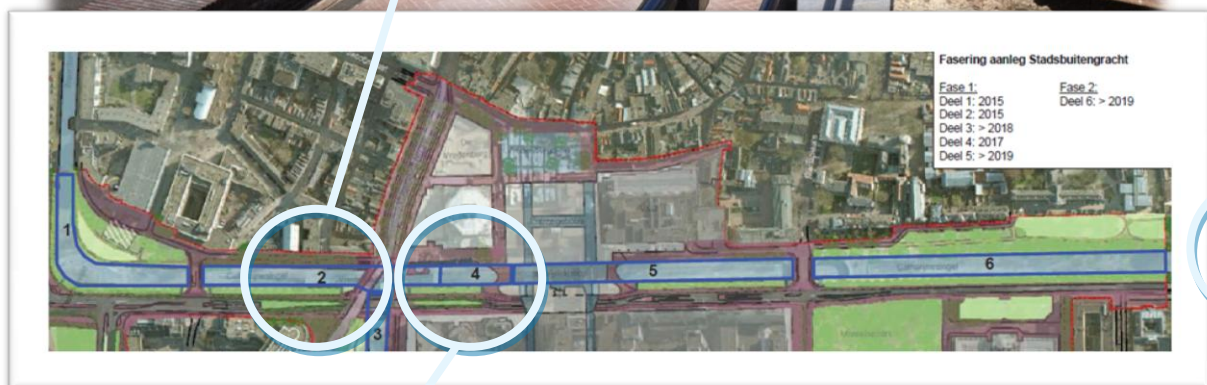 Fasering aanleg Stadsbuitengracht
Fase 1:
Deel 1: 2015
Deel 2: 2015
Deel 3: > 2018
Deel 4: 2017
Deel 5: > 2019
Fase 2:
Deel 6: > 2019
1
2
3
4
5
6